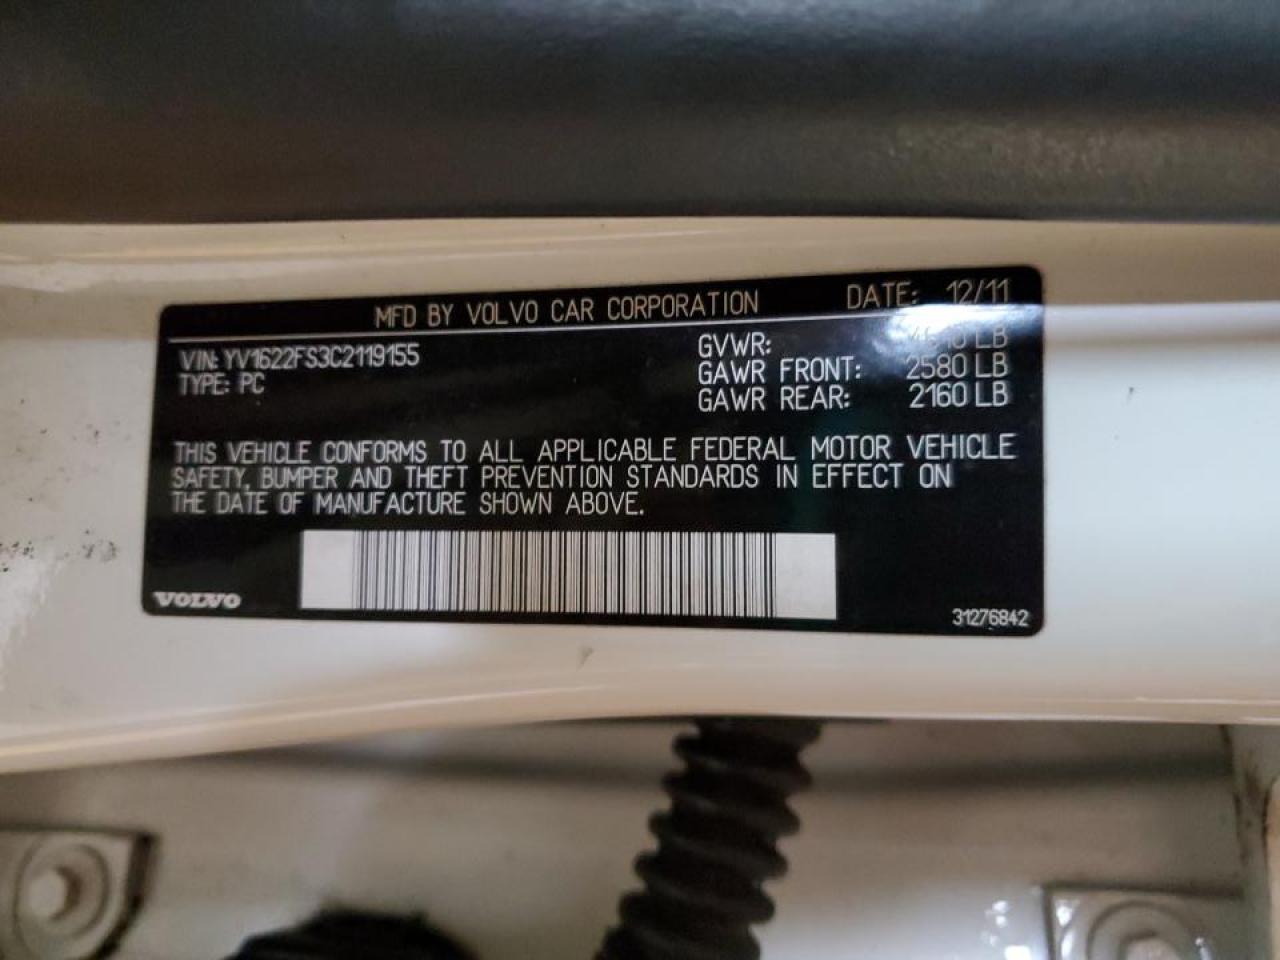 MFD BY VOLVO CAR CORPORATION DATE: 12/11
VIN: YV1622FS3C2119155
TYPE: PC
GVWR: LB
GAWR FRONT: 2580 LB
GAWR REAR: 2160 LB
THIS VEHICLE CONFORMS TO ALL APPLICABLE FEDERAL MOTOR VEHICLE
SAFETY, BUMPER AND THEFT PREVENTION STANDARDS IN EFFECT ON
THE DATE OF MANUFACTURE SHOWN ABOVE.
VOLVO
31276842